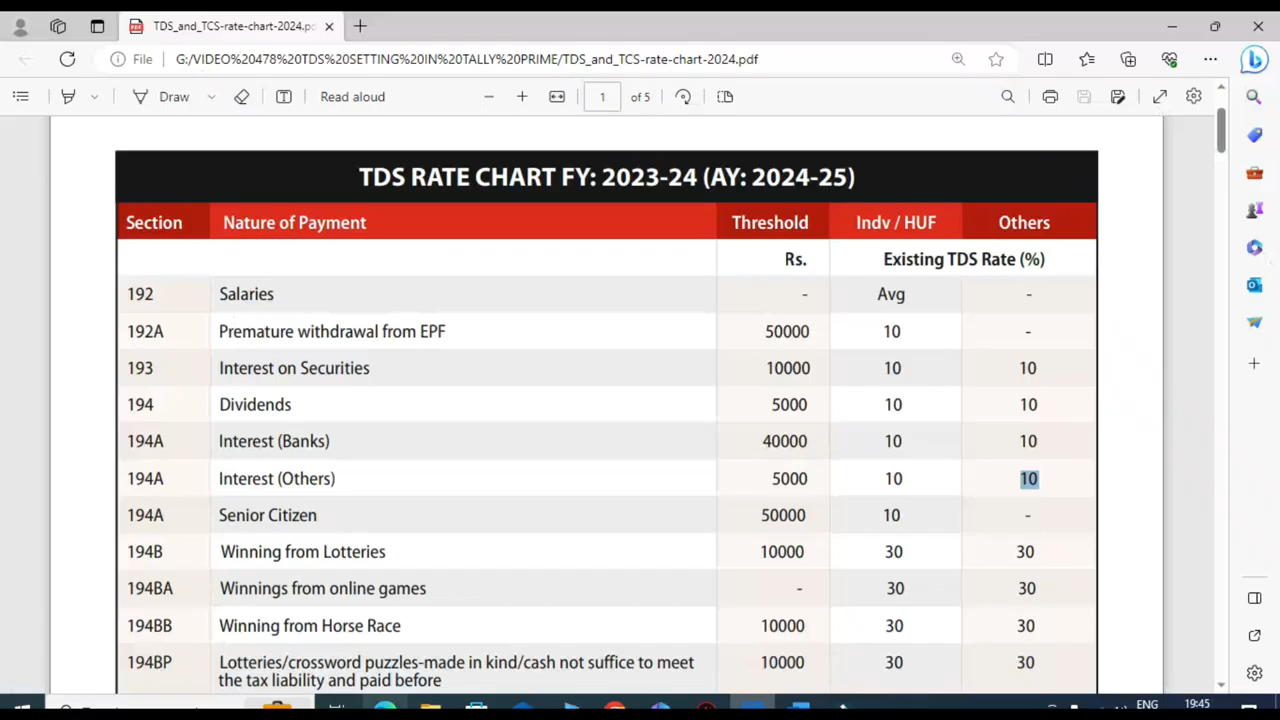 TDS_and_TCS-rate-chart-2024.pd
File G:/VIDEO%20478%20TDS%20SETTING%20IN%20TALLY%20PRIME/TDS_and_TCS-rate-chart-2024.pdf
Draw Read aloud 1 of 5
TDS RATE CHART FY: 2023-24 (AY: 2024-25)
Section Nature of Payment Threshold Indv / HUF Others
Rs. Existing TDS Rate (%)
192 Salaries - Avg -
192A Premature withdrawal from EPF 50000 10 -
193 Interest on Securities 10000 10 10
194 Dividends 5000 10 10
194A Interest (Banks) 40000 10 10
194A Interest (Others) 5000 10 10
194A Senior Citizen 50000 10 -
194B Winning from Lotteries 10000 30 30
194BA Winnings from online games - 30 30
194BB Winning from Horse Race 10000 30 30
194BP Lotteries/crossword puzzles-made in kind/cash not suffice to meet 10000 30 30
the tax liability and paid before
ENG 19:45